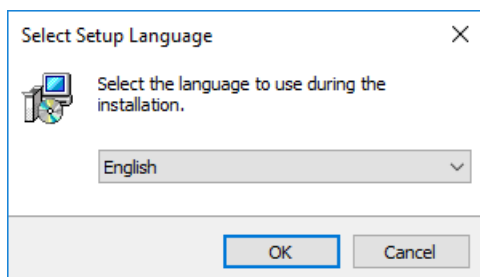 Select Setup Language
Select the language to use during the
installation.
English
OK Cancel